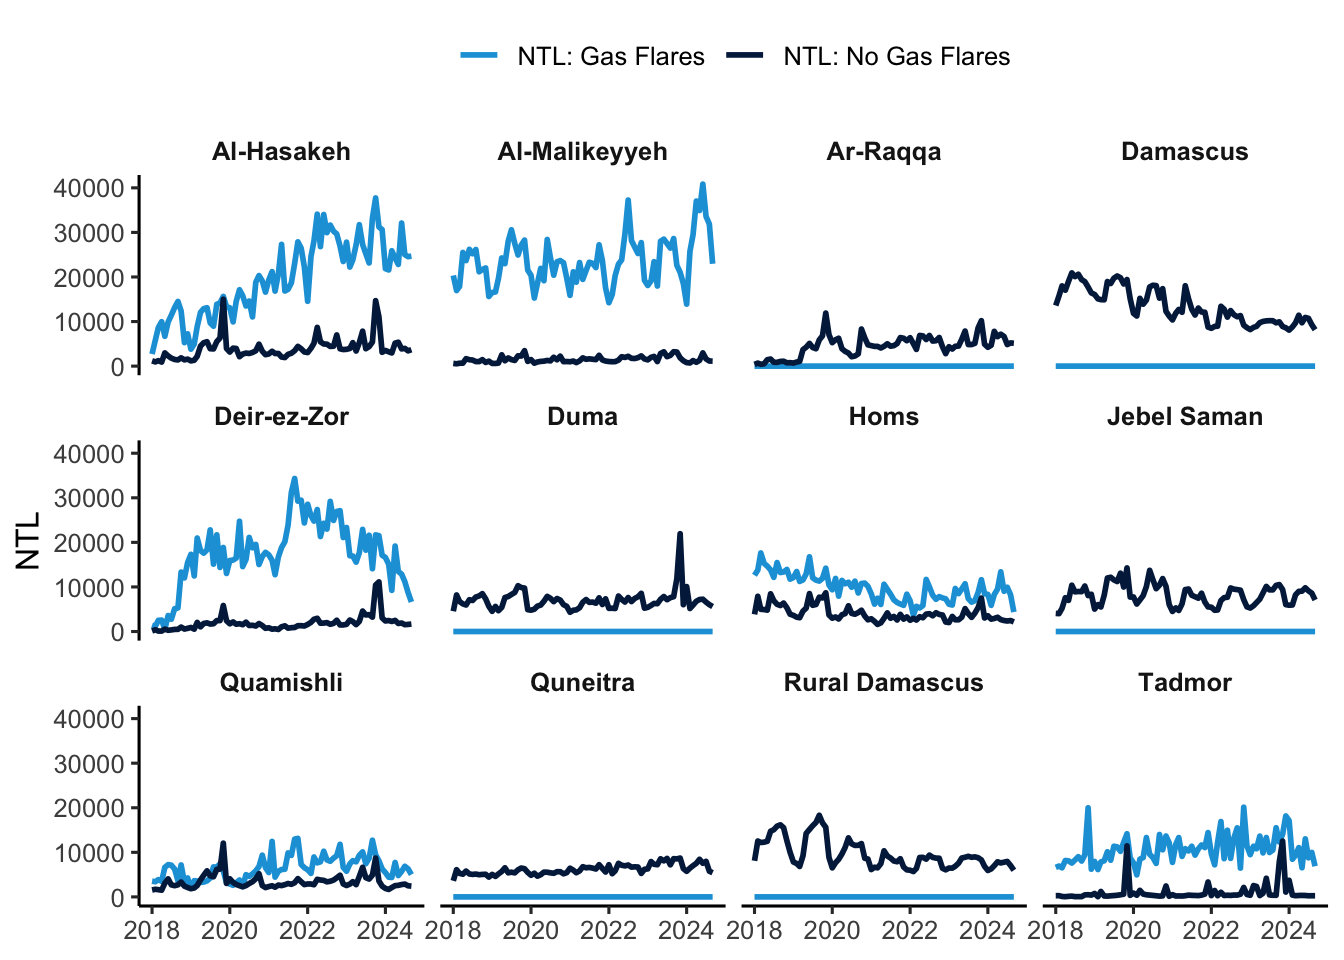 NTL: Gas Flares NTL: No Gas Flares
Al-Hasakeh Al-Malikeyyeh Ar-Raqqa Damascus
40000
30000
20000
10000
0
Deir-ez-Zor Duma Homs Jebel Saman
40000
30000
20000
10000
0
NTL
Quamishli Quneitra Rural Damascus Tadmor
40000
30000
20000
10000
0
2018 2020 2022 2024 2018 2020 2022 2024 2018 2020 2022 2024 2018 2020 2022 2024